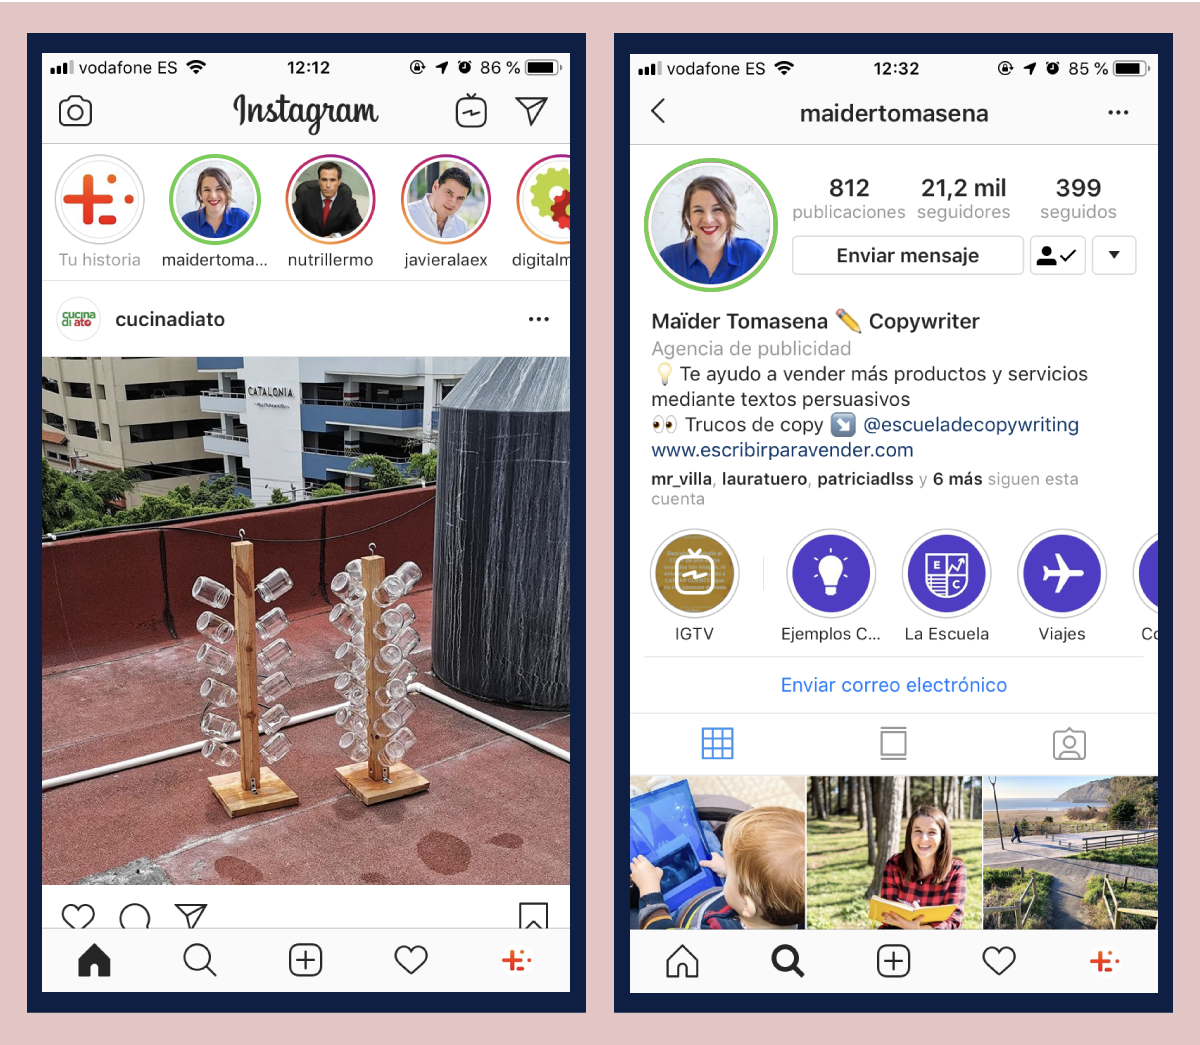 vodafone ES
12:12
86 %
Instagram
Tu historia
maidertoma...
nutrillermo
javieralaex
digitalm
cucina
di ato
cucinadiato
CATALONIA
vodafone ES
12:32
85 %
maidertomasena
812
21,2 mil
399
publicaciones
seguidores
seguidos
Enviar mensaje
Maïder Tomasena ✏️ Copywriter
Agencia de publicidad
💡 Te ayudo a vender más productos y servicios
mediante textos persuasivos
👀 Trucos de copy ↘️ @escueladecopywriting
www.escribirparavender.com
mr_villa, lauratuero, patriciadlss y 6 más siguen esta
cuenta
E
C
IGTV
Ejemplos C...
La Escuela
Viajes
Co
Enviar correo electrónico